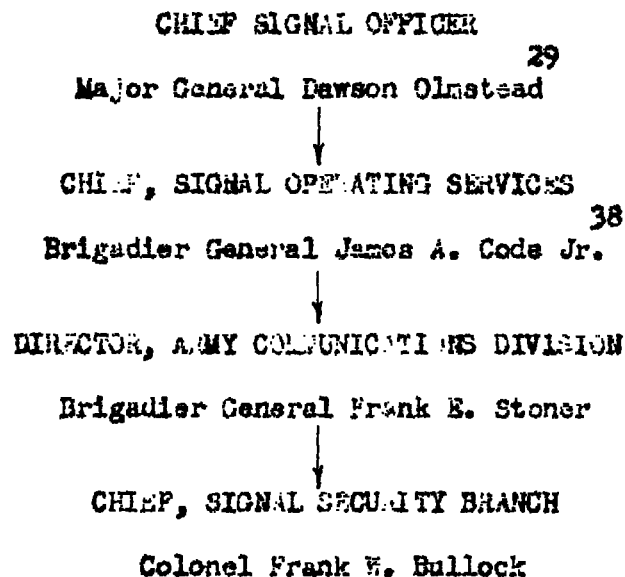 CHIEF SIGNAL OFFICER
29
Major General Dawson Olmstead
CHIEF, SIGNAL OPERATING SERVICES
38
Brigadier General James A. Code Jr.
DIRECTOR, ARMY COMMUNICATIONS DIVISION
Brigadier General Frank E. Stoner
CHIEF, SIGNAL SECURITY BRANCH
Colonel Frank W. Bullock